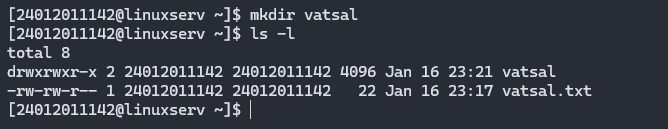 [24012011142@linuxserv ~]$ mkdir vatsal
[24012011142@linuxserv ~]$ ls -l
total 8
drwxrwxr-x 2 24012011142 24012011142 4096 Jan 16 23:21 vatsal
-rw-rw-r-- 1 24012011142 24012011142   22 Jan 16 23:17 vatsal.txt
[24012011142@linuxserv ~]$